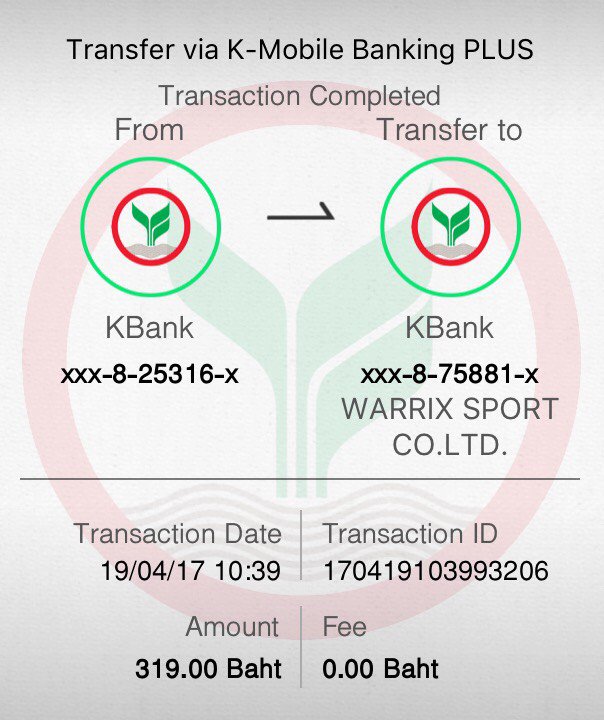 Transfer via K-Mobile Banking PLUS
Transaction Completed
From
Transfer to
KBank
KBank
xxx-8-25316-x
xxx-8-75881-x
WARRIX SPORT
CO.LTD.
Transaction Date
Transaction ID
19/04/17 10:39
170419103993206
Amount
Fee
319.00 Baht
0.00 Baht